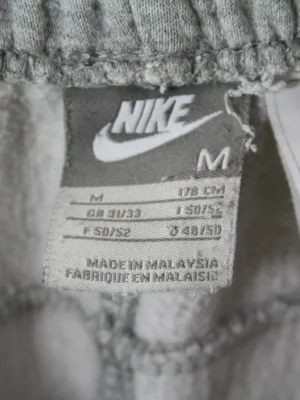 NIKE
M
M 178 CM
GB 31/33 I 50/52
F 50/52 D 48/50
MADE IN MALAYSIA
FABRIQUE EN MALAISIE